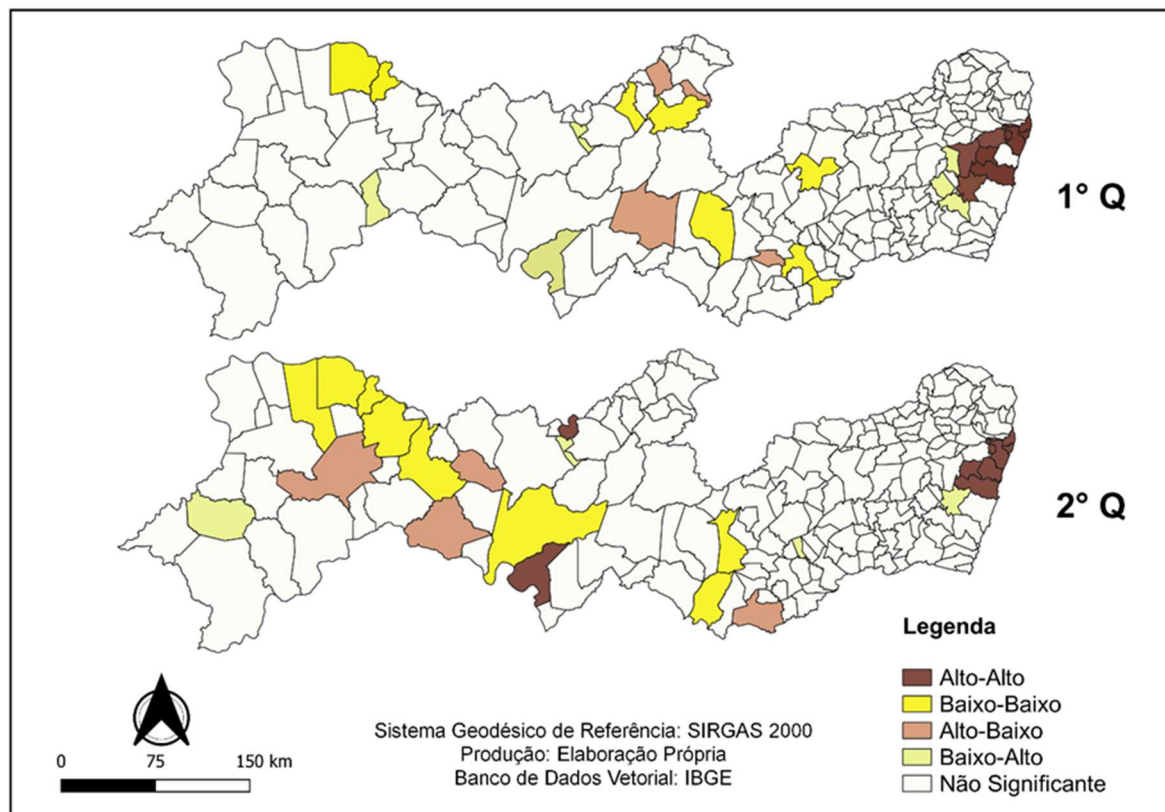 1° Q
2° Q
Legenda
Alto-Alto
Baixo-Baixo
Alto-Baixo
Baixo-Alto
Não Significante
Sistema Geodésico de Referência: SIRGAS 2000
Produção: Elaboração Própria
Banco de Dados Vetorial: IBGE
0 75 150 km